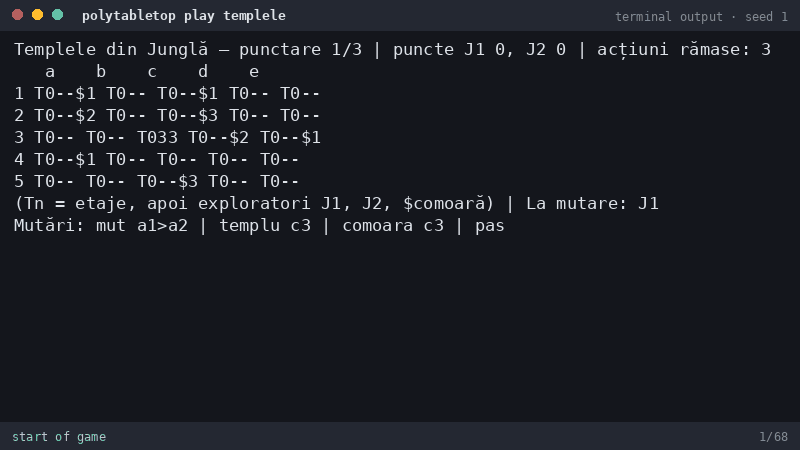 polytabletop play templele
terminal output · seed 1
Templele din Junglă — punctare 1/3 | puncte J1 0, J2 0 | acțiuni rămase: 3
a b c d e
1 T0--$1 T0-- T0--$1 T0-- T0--
2 T0--$2 T0-- T0--$3 T0-- T0--
3 T0-- T0-- T033 T0--$2 T0--$1
4 T0--$1 T0-- T0-- T0-- T0--
5 T0-- T0-- T0--$3 T0-- T0--
(Tn = etaje, apoi exploratori J1, J2, $comoară) | La mutare: J1
Mutări: mut a1>a2 | templu c3 | comoara c3 | pas
start of game
1/68